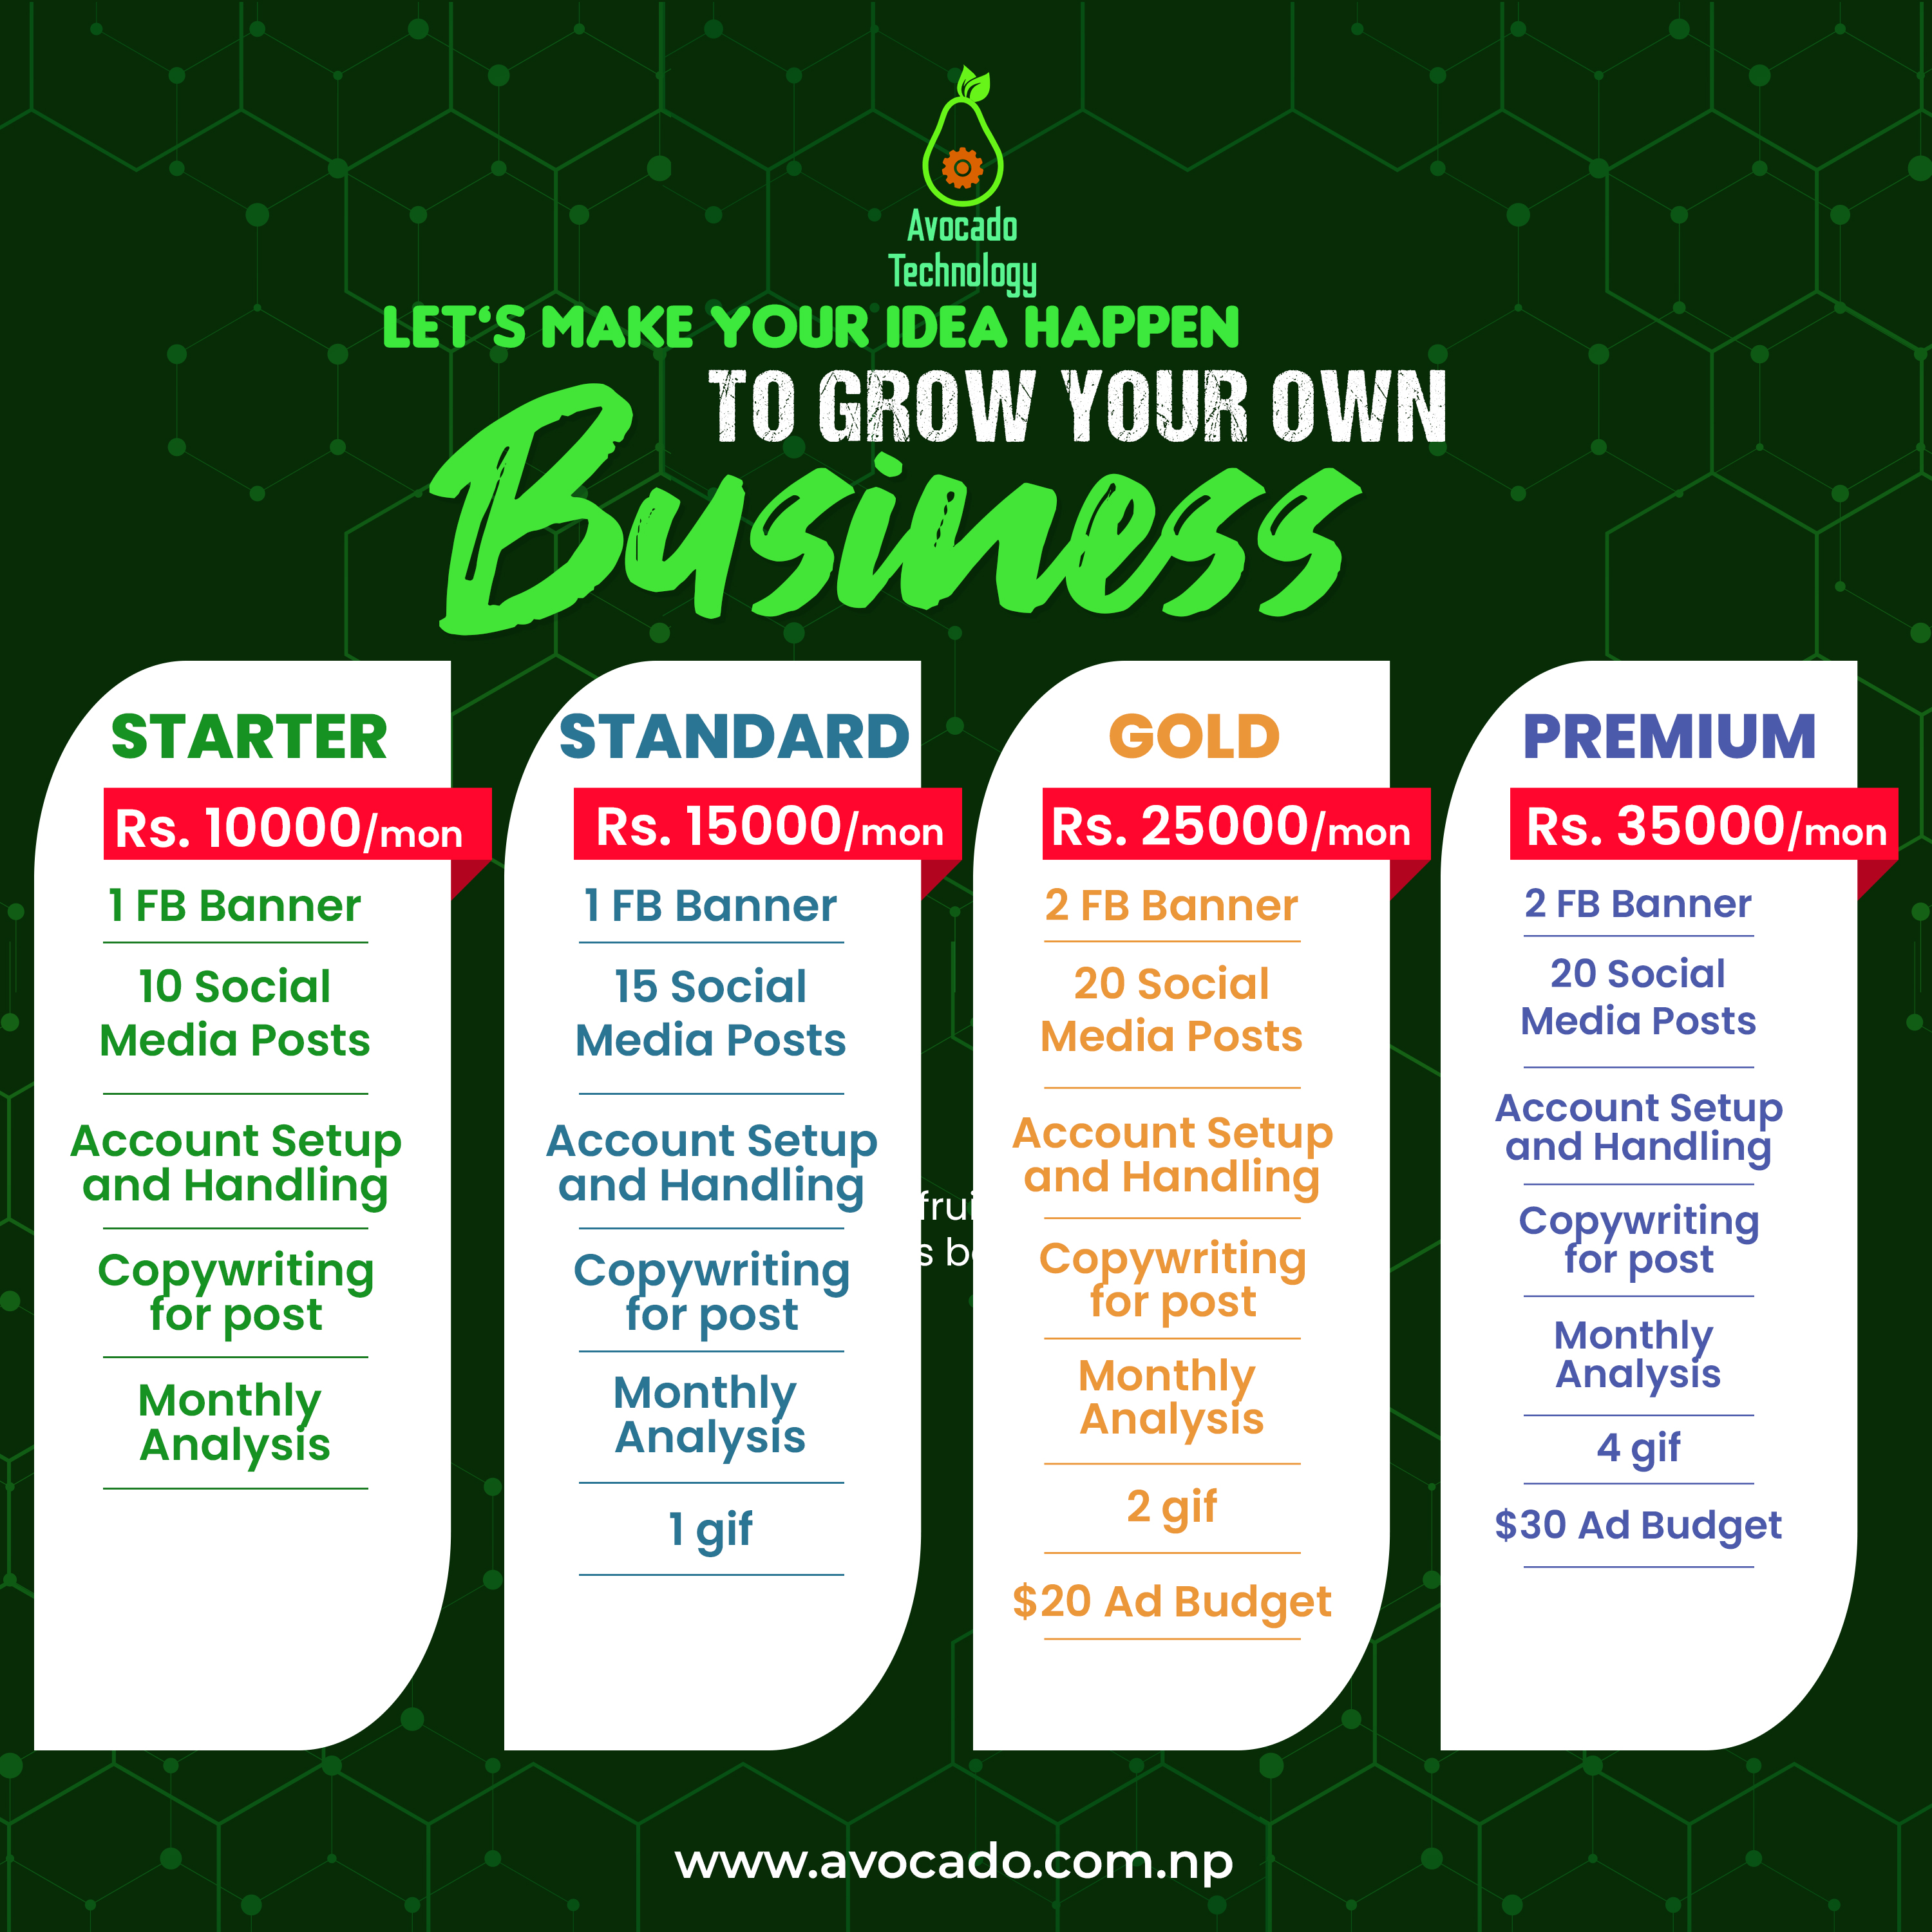 Avocado
Technology
LET'S MAKE YOUR IDEA HAPPEN
TO GROW YOUR OWN
Business
STARTER
Rs. 10000/mon
1 FB Banner
10 Social
Media Posts
Account Setup
and Handling
Copywriting
for post
Monthly
Analysis
STANDARD
Rs. 15000/mon
1 FB Banner
15 Social
Media Posts
Account Setup
and Handling
Copywriting
for post
Monthly
Analysis
1 gif
GOLD
Rs. 25000/mon
2 FB Banner
20 Social
Media Posts
Account Setup
and Handling
Copywriting
for post
Monthly
Analysis
2 gif
$20 Ad Budget
PREMIUM
Rs. 35000/mon
2 FB Banner
20 Social
Media Posts
Account Setup
and Handling
Copywriting
for post
Monthly
Analysis
4 gif
$30 Ad Budget
www.avocado.com.np